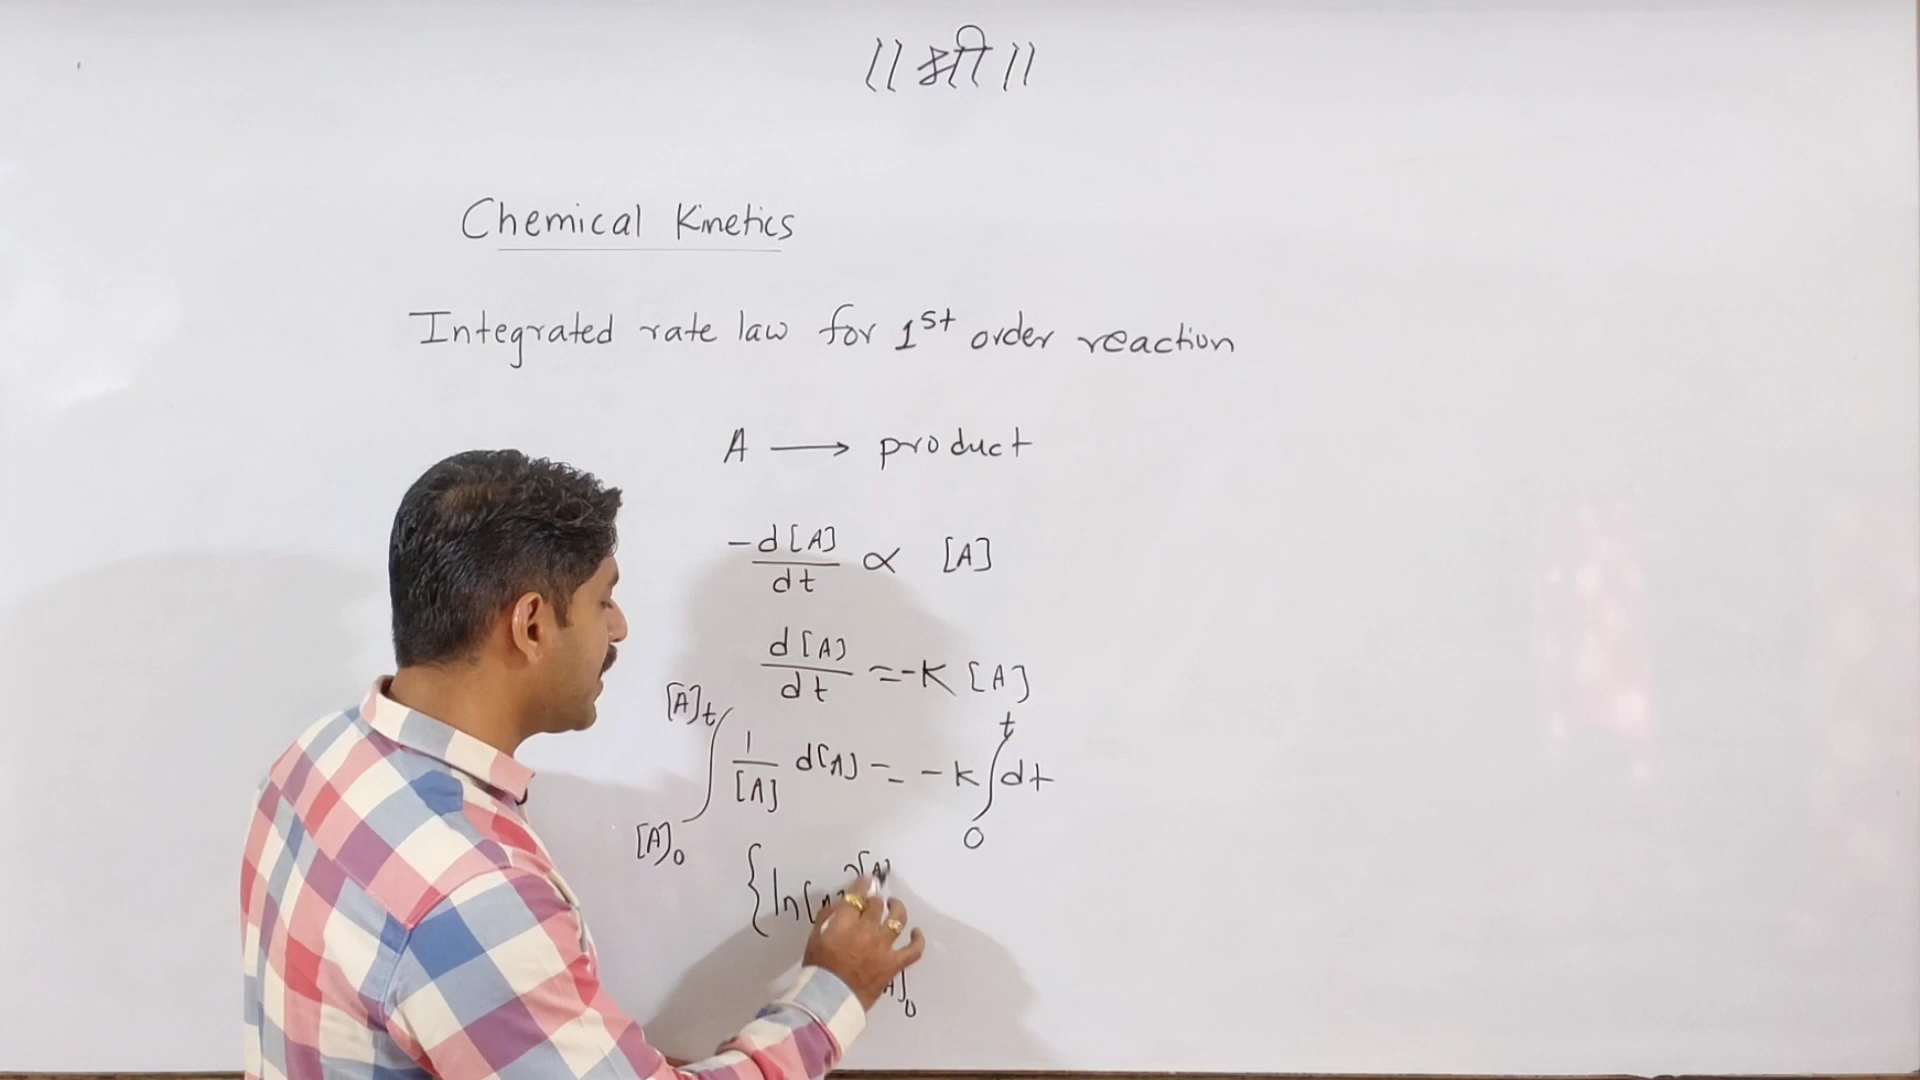 ।। श्री ।।
Chemical Kinetics
Integrated rate law for 1st order reaction
A ⟶ product
-d[A]/dt ∝ [A]
d[A]/dt = -K [A]
∫_{[A]₀}^{[A]t} 1/[A] d[A] = -k ∫₀^t dt
{ln[A]}